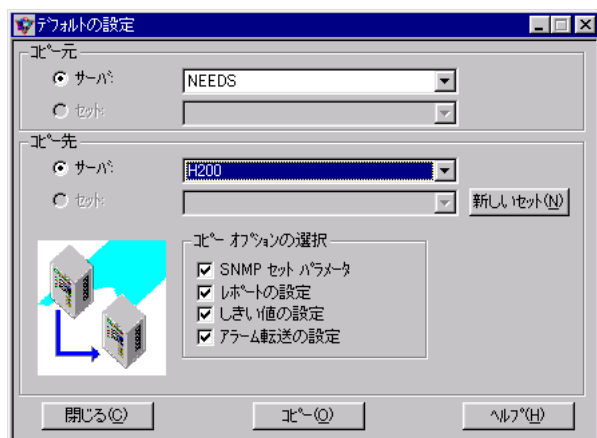 ﾃﾞﾌｫﾙﾄの設定
ｺﾋﾟｰ元
ｻｰﾊﾞ:
NEEDS
ｾｯﾄ:
ｺﾋﾟｰ先
ｻｰﾊﾞ:
H200
ｾｯﾄ:
新しいｾｯﾄ(N)
ｺﾋﾟｰ ｵﾌﾟｼｮﾝの選択
SNMP ｾｯﾄ ﾊﾟﾗﾒｰﾀ
ﾚﾎﾟｰﾄの設定
しきい値の設定
ｱﾗｰﾑ転送の設定
閉じる(C)
ｺﾋﾟｰ(O)
ﾍﾙﾌﾟ(H)